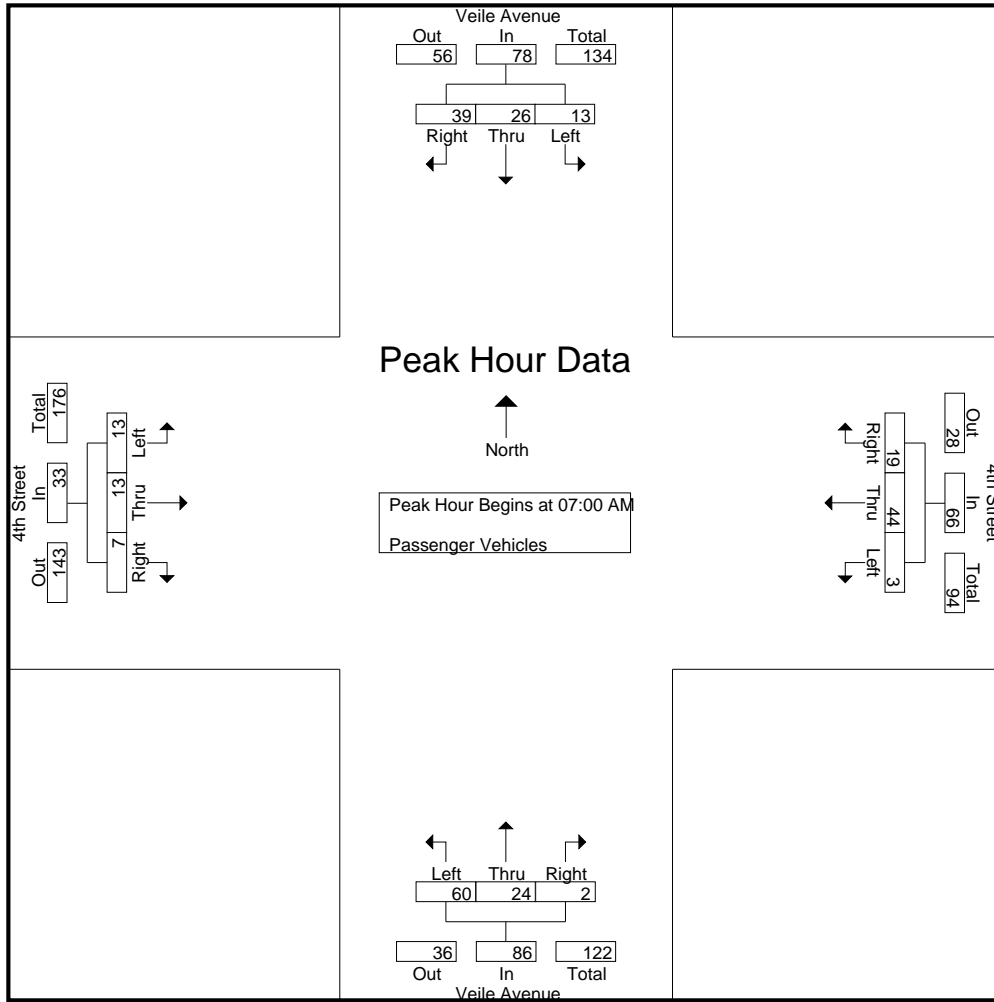 Veile Avenue
Out In Total
56 78 134
39 26 13
Right Thru Left
Peak Hour Data
North
Peak Hour Begins at 07:00 AM
Passenger Vehicles
4th Street
Total In Out
176 33 143
13 13 7
Left Thru Right
4th Street
Out In Total
28 66 94
19 44 3
Right Thru Left
Left Thru Right
60 24 2
36 86 122
Out In Total
Veile Avenue